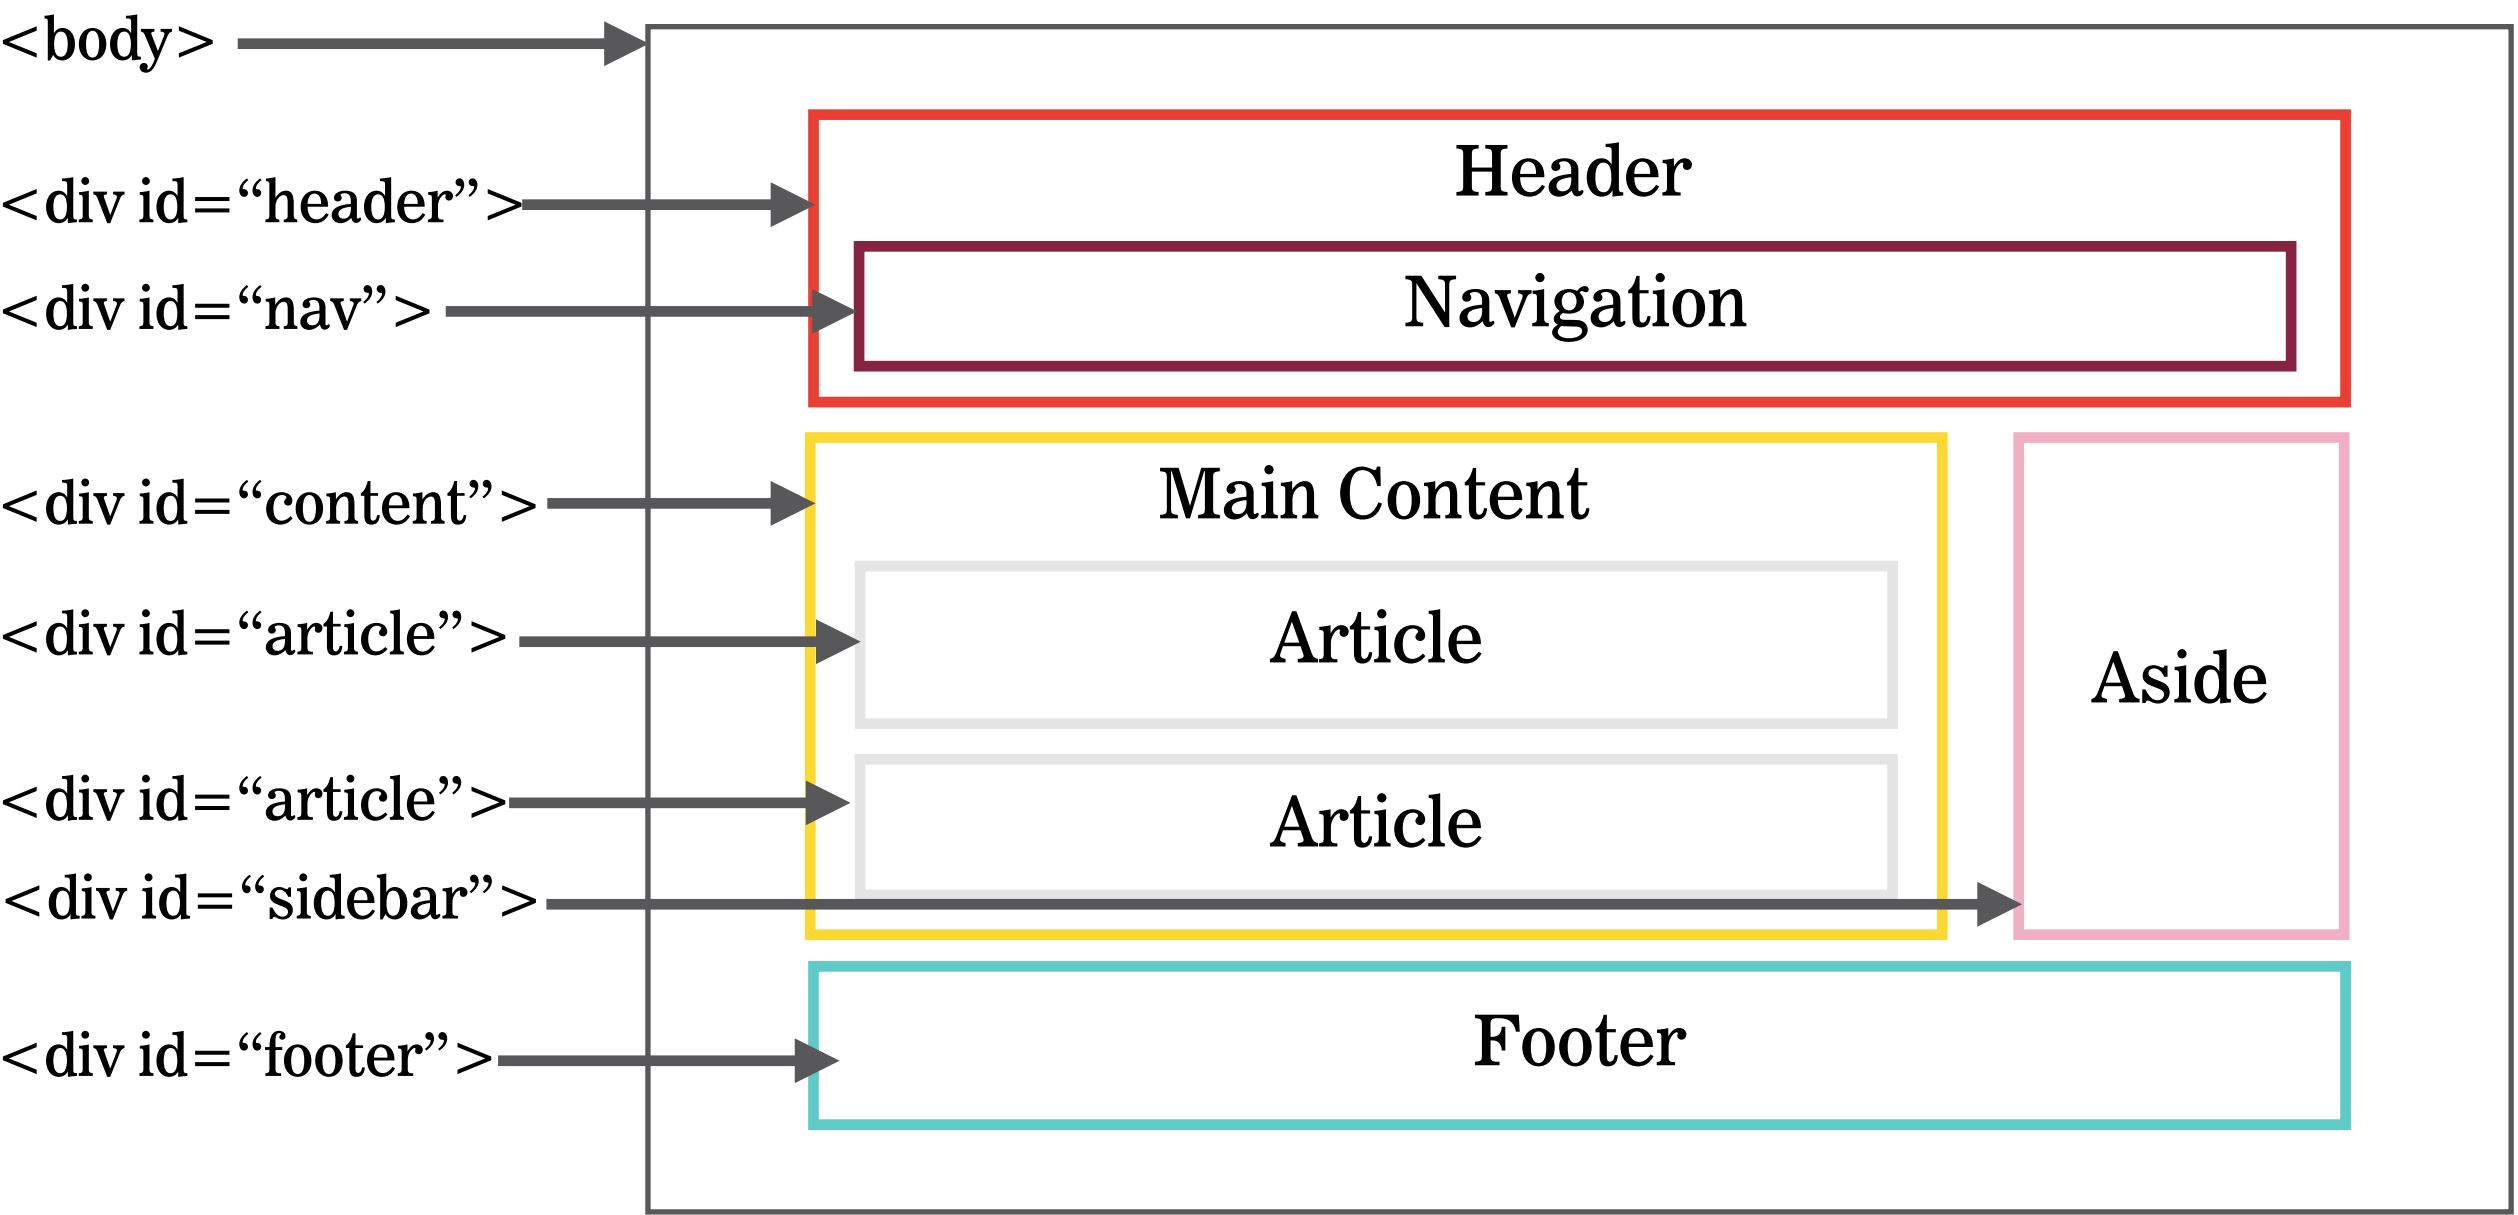 <body>
Header
<div id=“header”>
Navigation
<div id=“nav”>
Main Content
<div id=“content”>
Article
<div id=“article”>
Aside
Article
<div id=“article”>
<div id=“sidebar”>
Footer
<div id=“footer”>